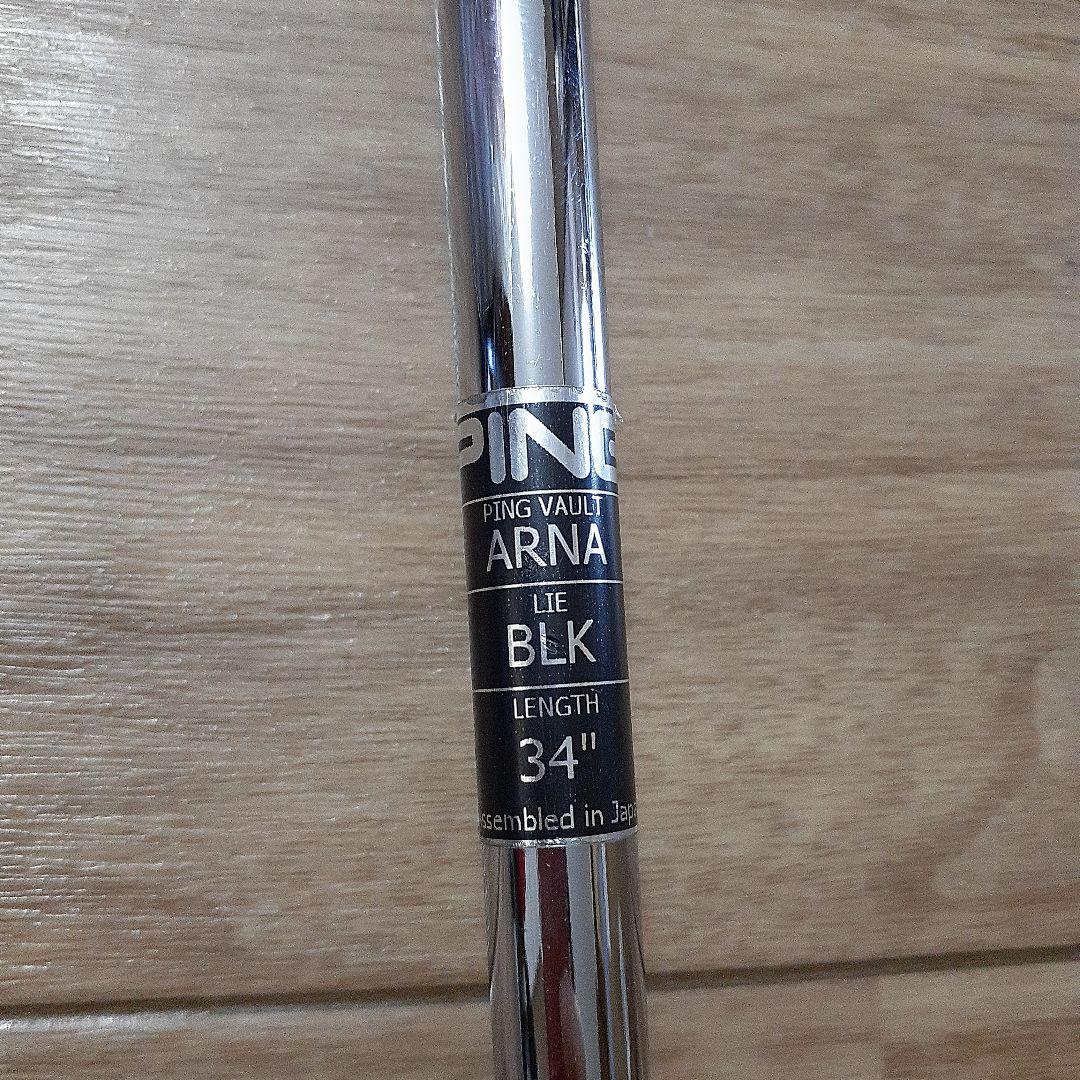 PING
PING VAULT
ARNA
LIE
BLK
LENGTH
34"
ssembled in Japa